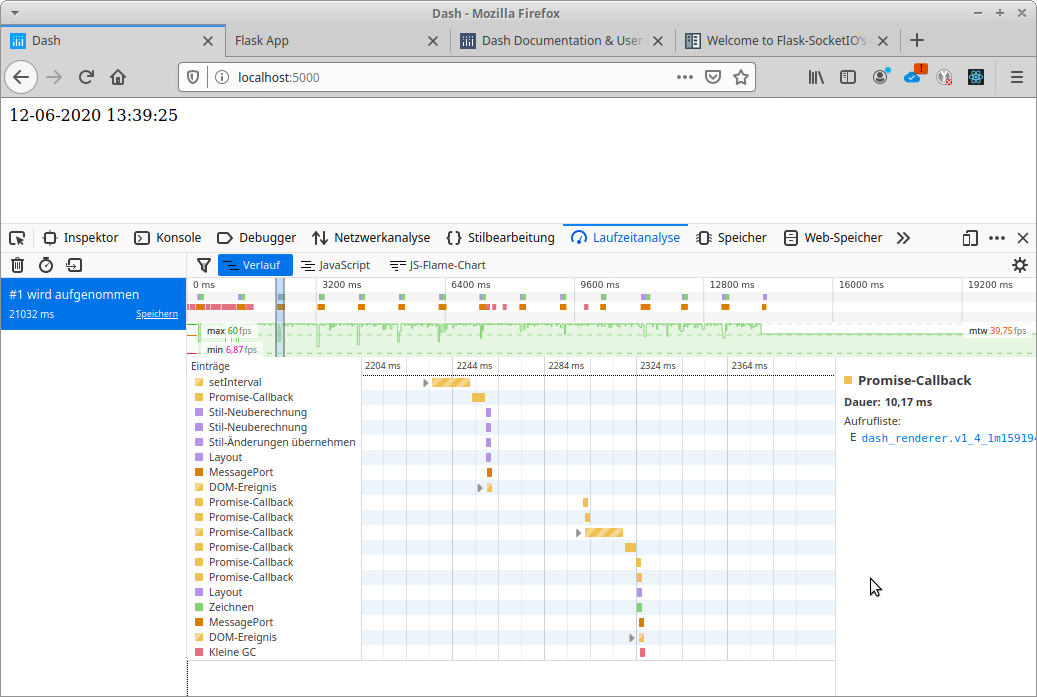 Dash - Mozilla Firefox
Dash
Flask App
Dash Documentation & User
Welcome to Flask-SocketIO's
localhost:5000
12-06-2020 13:39:25
Inspektor
Konsole
Debugger
Netzwerkanalyse
Stilbearbeitung
Laufzeitanalyse
Speicher
Web-Speicher
Verlauf
JavaScript
JS-Flame-Chart
#1 wird aufgenommen
21032 ms
Speichern
0 ms
3200 ms
6400 ms
9600 ms
12800 ms
16000 ms
19200 ms
max 60 fps
mtw 39,75 fps
min 6,87 fps
Einträge
2204 ms
2244 ms
2284 ms
2324 ms
2364 ms
setInterval
Promise-Callback
Stil-Neuberechnung
Stil-Neuberechnung
Stil-Änderungen übernehmen
Layout
MessagePort
DOM-Ereignis
Promise-Callback
Promise-Callback
Promise-Callback
Promise-Callback
Promise-Callback
Promise-Callback
Layout
Zeichnen
MessagePort
DOM-Ereignis
Kleine GC
Promise-Callback
Dauer: 10,17 ms
Aufrufliste:
E dash_renderer.v1_4_1m159194